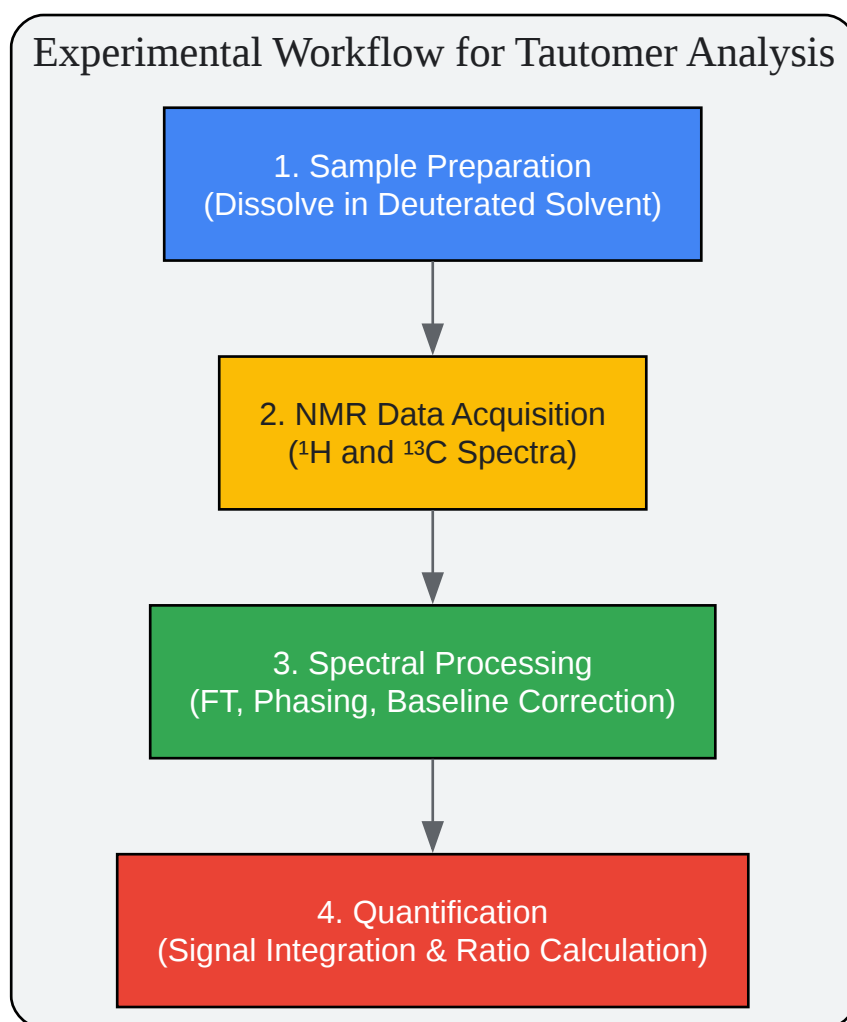 Experimental Workflow for Tautomer Analysis
1. Sample Preparation
(Dissolve in Deuterated Solvent)
2. NMR Data Acquisition
(¹H and ¹³C Spectra)
3. Spectral Processing
(FT, Phasing, Baseline Correction)
4. Quantification
(Signal Integration & Ratio Calculation)